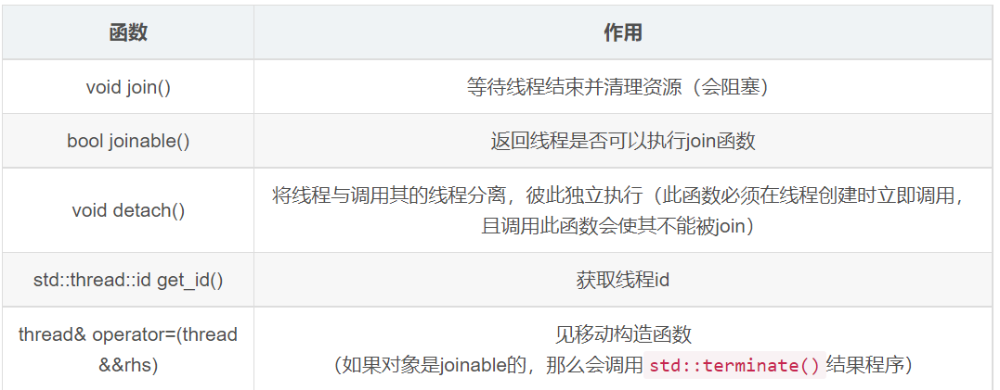 函数 作用
void join() 等待线程结束并清理资源（会阻塞）
bool joinable() 返回线程是否可以执行join函数
void detach() 将线程与调用其的线程分离，彼此独立执行（此函数必须在线程创建时立即调用，
且调用此函数会使其不能被join）
std::thread::id get_id() 获取线程id
thread& operator=(thread
&&rhs)
见移动构造函数
（如果对象是joinable的，那么会调用std::terminate()结果程序）